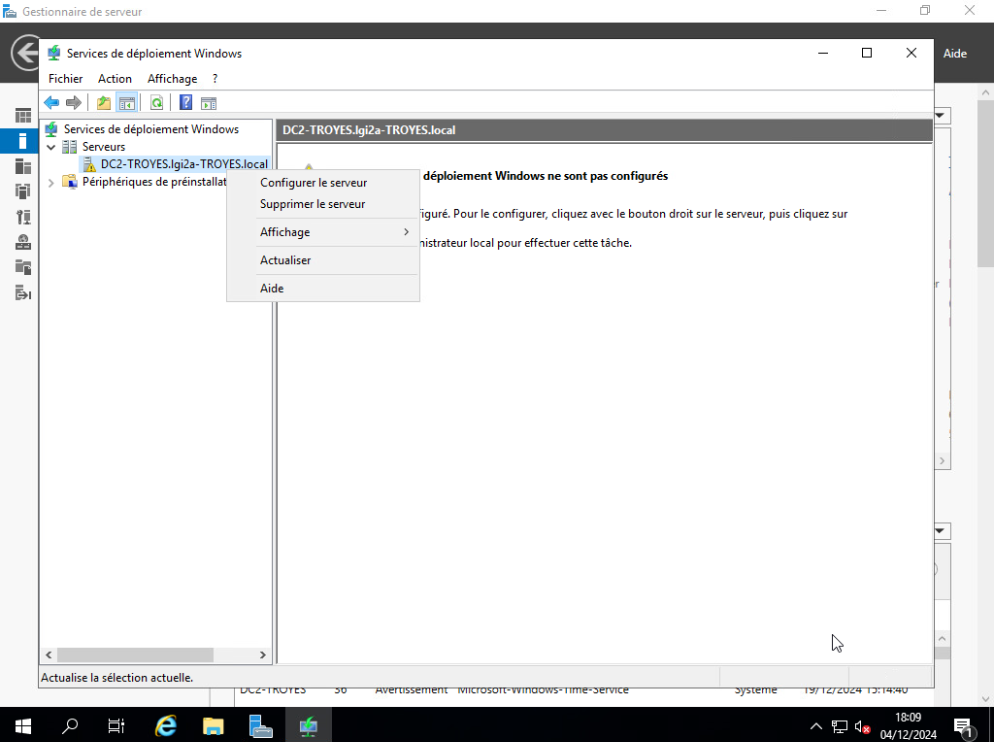 Gestionnaire de serveur
Services de déploiement Windows
Aide
Fichier Action Affichage ?
Services de déploiement Windows
DC2-TROYES.lgi2a-TROYES.local
Serveurs
DC2-TROYES.lgi2a-TROYES.local
déploiement Windows ne sont pas configurés
Périphériques de préinstallat
Configurer le serveur
Supprimer le serveur
iguré. Pour le configurer, cliquez avec le bouton droit sur le serveur, puis cliquez sur
Affichage
nistrateur local pour effectuer cette tâche.
Actualiser
Aide
Actualise la sélection actuelle.
DC2-TROYES 36 Avertissement Microsoft-Windows-Time-Service Système 19/12/2024 15:14:40
18:09
04/12/2024
1